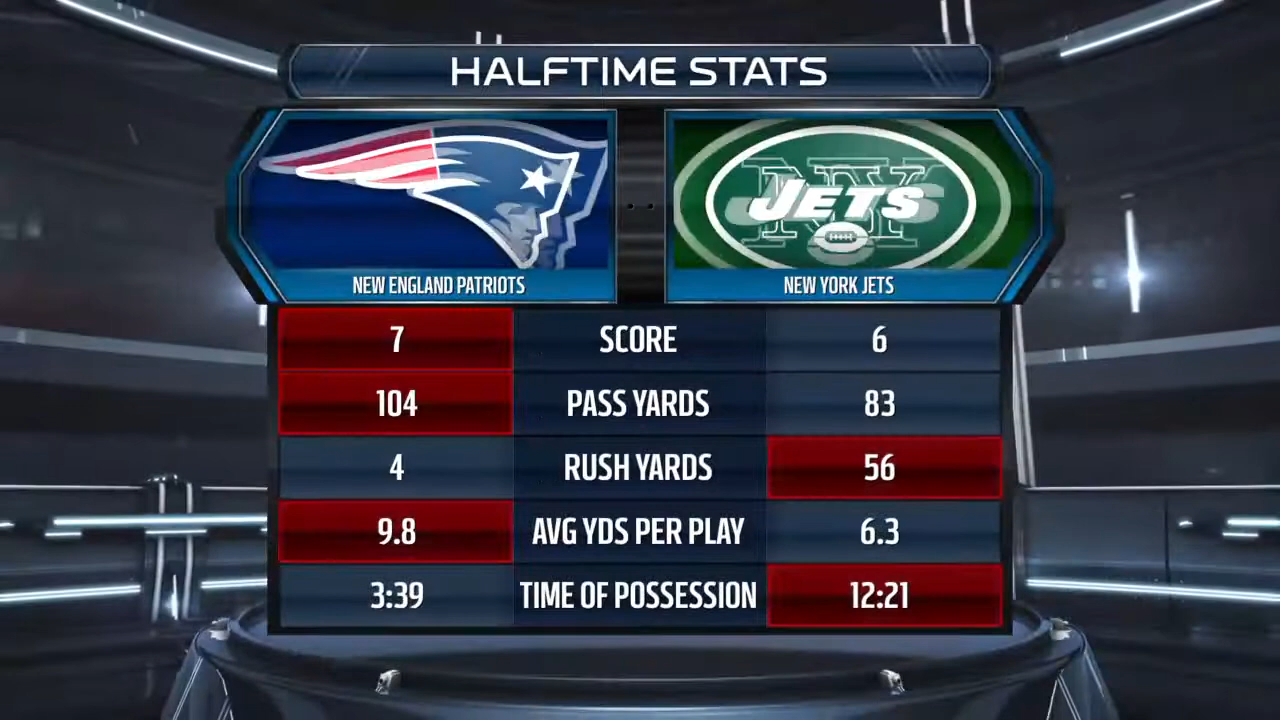 HALFTIME STATS
NY
JETS
NEW ENGLAND PATRIOTS
NEW YORK JETS
7 SCORE 6
104 PASS YARDS 83
4 RUSH YARDS 56
9.8 AVG YDS PER PLAY 6.3
3:39 TIME OF POSSESSION 12:21